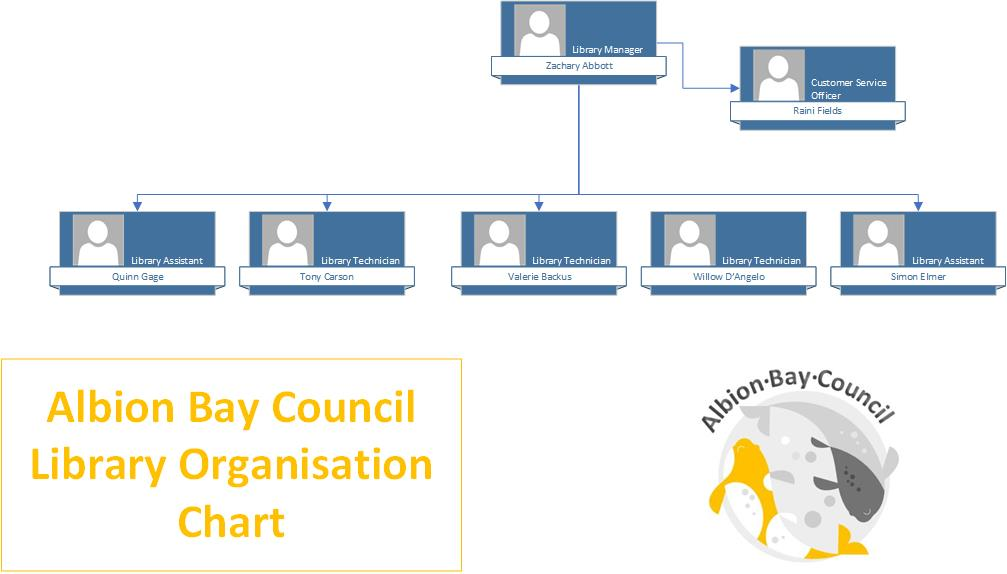 Library Manager
Zachary Abbott
Customer Service
Officer
Raini Fields
Library Assistant
Quinn Gage
Library Technician
Tony Carson
Library Technician
Valerie Backus
Library Technician
Willow D’Angelo
Library Assistant
Simon Elmer
Albion Bay Council
Library Organisation
Chart
Albion·Bay·Council